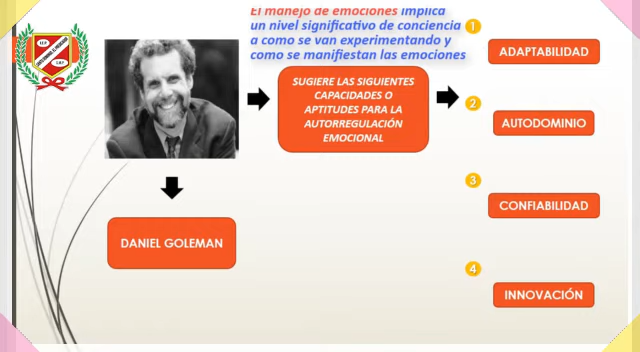 El manejo de emociones implica
un nivel significativo de conciencia
a como se van experimentando y
como se manifiestan las emociones
SUGIERE LAS SIGUIENTES
CAPACIDADES O
APTITUDES PARA LA
AUTORREGULACIÓN
EMOCIONAL
DANIEL GOLEMAN
1
ADAPTABILIDAD
2
AUTODOMINIO
3
CONFIABILIDAD
4
INNOVACIÓN